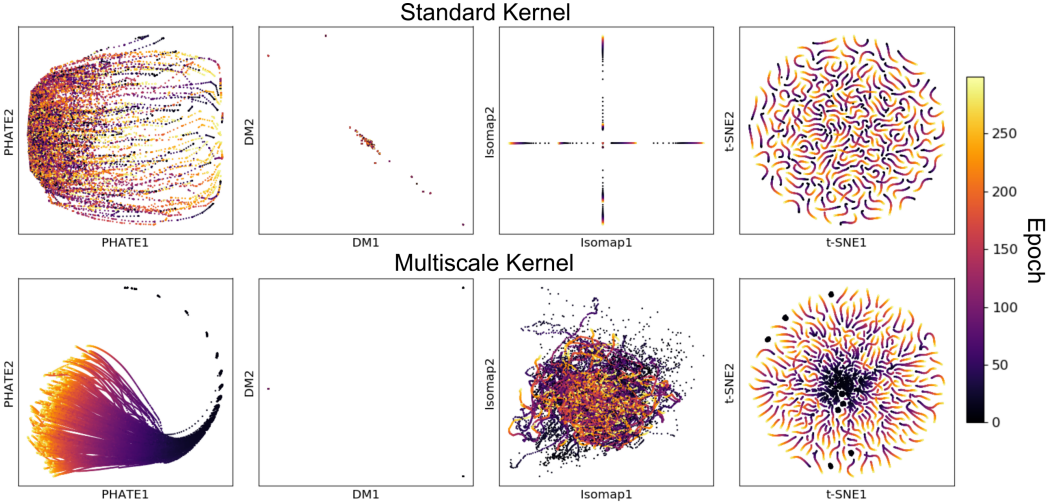 Standard Kernel
PHATE2
PHATE1
DM2
DM1
Isomap2
Isomap1
t-SNE2
t-SNE1
Multiscale Kernel
PHATE2
PHATE1
DM2
DM1
Isomap2
Isomap1
t-SNE2
t-SNE1
250
200
150
100
50
0
Epoch